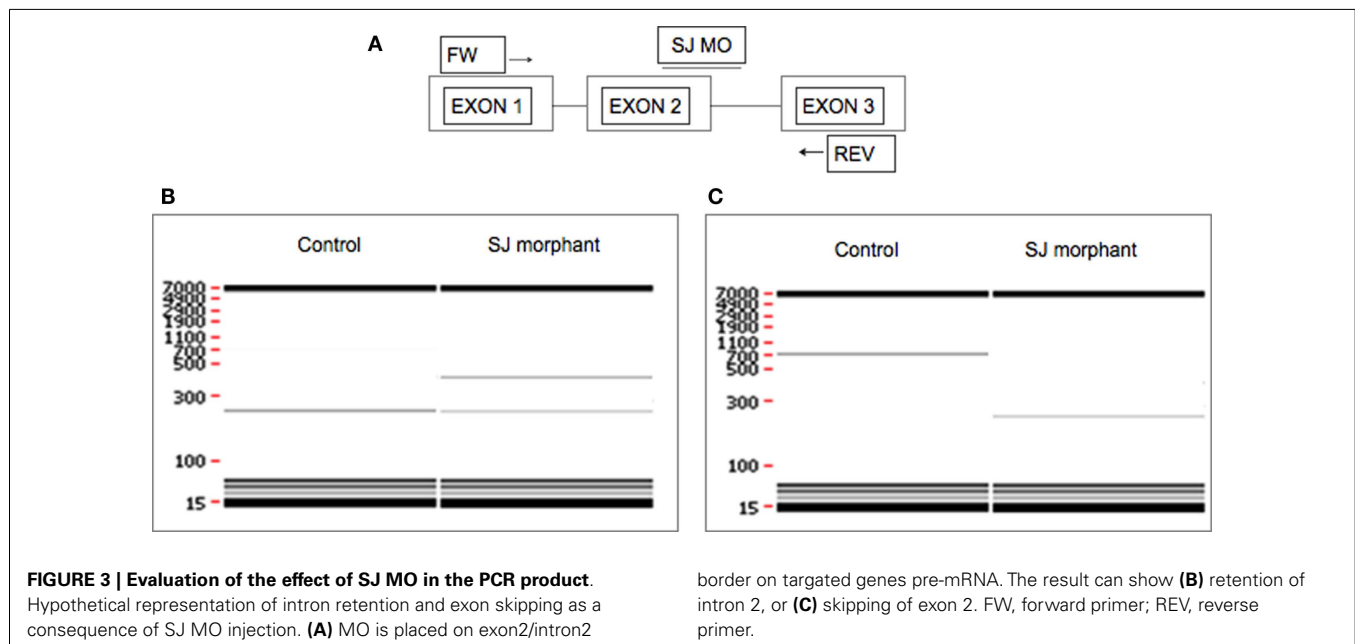 A
FW
SJ MO
EXON 1
EXON 2
EXON 3
REV
B
Control
SJ morphant
7000
4900
2900
1900
1100
700
500
300
100
15
C
Control
SJ morphant
7000
4900
2900
1900
1100
700
500
300
100
15
FIGURE 3 | Evaluation of the effect of SJ MO in the PCR product.
Hypothetical representation of intron retention and exon skipping as a
consequence of SJ MO injection. (A) MO is placed on exon2/intron2
border on targated genes pre-mRNA. The result can show (B) retention of
intron 2, or (C) skipping of exon 2. FW, forward primer; REV, reverse
primer.